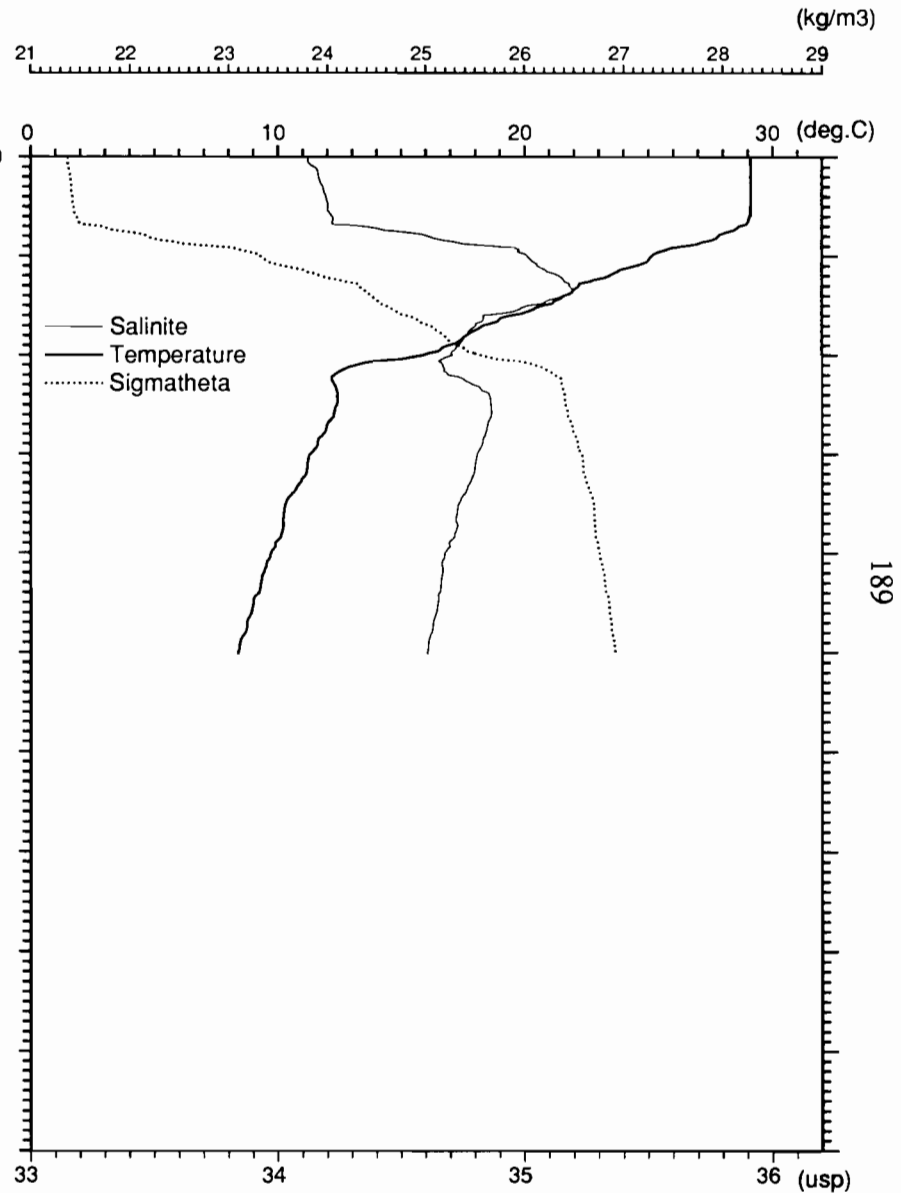 (kg/m3)
21 22 23 24 25 26 27 28 29
0 10 20 30 (deg.C)
Salinite
Temperature
Sigmatheta
189
33 34 35 36 (usp)